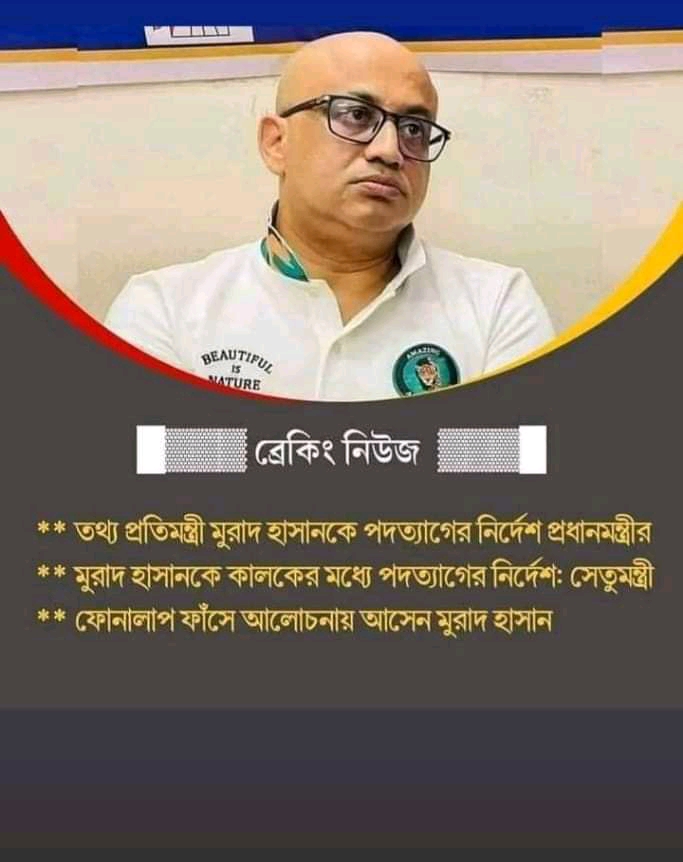 BEAUTIFUL
IS
NATURE
AMAZING
ব্রেকিং নিউজ
** তথ্য প্রতিমন্ত্রী মুরাদ হাসানকে পদত্যাগের নির্দেশ প্রধানমন্ত্রীর
** মুরাদ হাসানকে কালকের মধ্যে পদত্যাগের নির্দেশ: সেতুমন্ত্রী
** ফোনালাপ ফাঁসে আলোচনায় আসেন মুরাদ হাসান